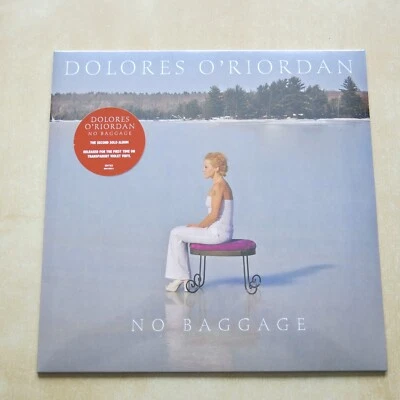 DOLORES O'RIORDAN
DOLORES
O'RIORDAN
NO BAGGAGE
THE SECOND SOLO ALBUM
RELEASED FOR THE FIRST TIME ON
TRANSPARENT VIOLET VINYL
NO BAGGAGE